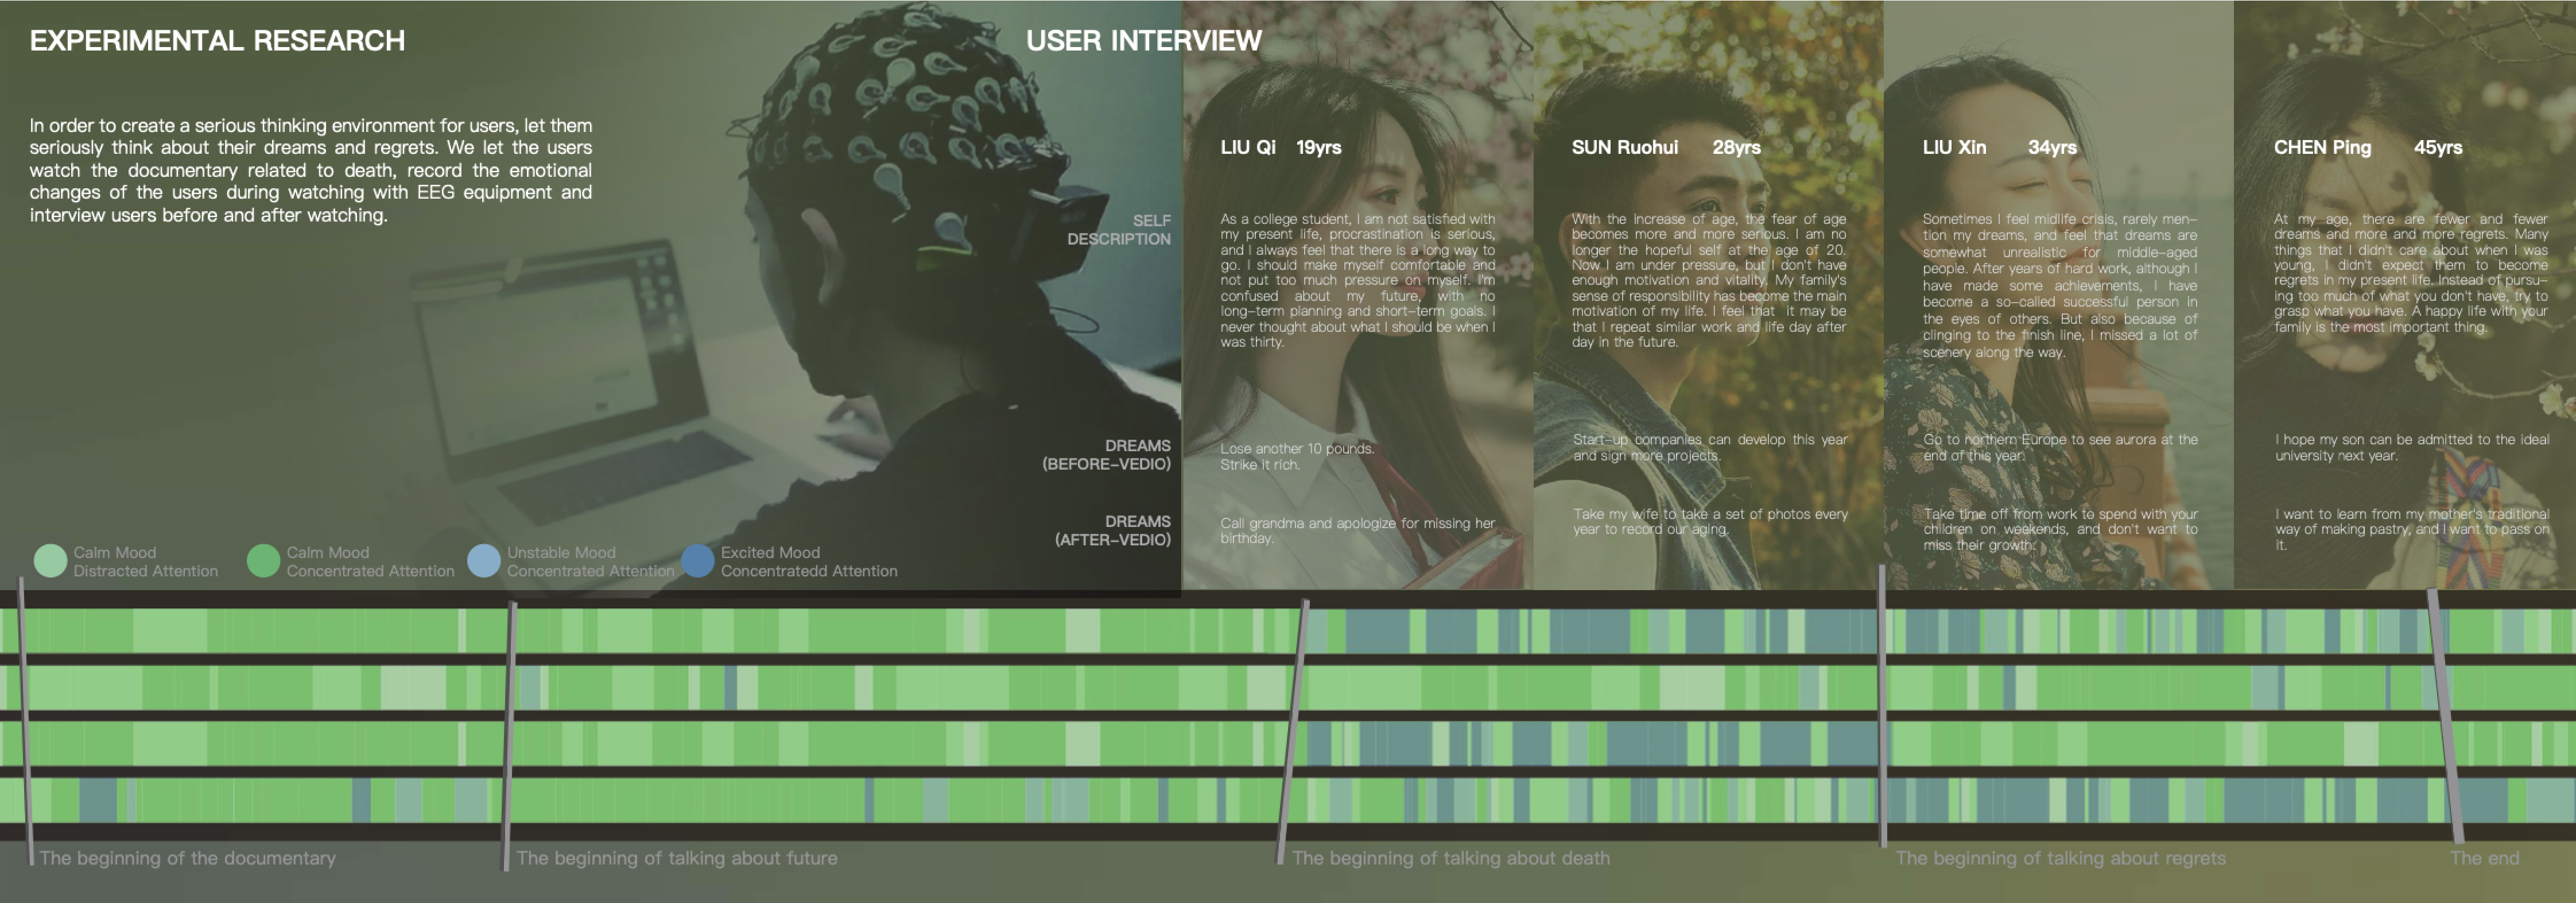 EXPERIMENTAL RESEARCH
In order to create a serious thinking environment for users, let them
seriously think about their dreams and regrets. We let the users
watch the documentary related to death, record the emotional
changes of the users during watching with EEG equipment and
interview users before and after watching.
USER INTERVIEW
SELF
DESCRIPTION
DREAMS
(BEFORE-VEDIO)
DREAMS
(AFTER-VEDIO)
LIU Qi 19yrs
As a college student, I am not satisfied with
my present life, procrastination is serious,
and I always feel that there is a long way to
go. I should make myself comfortable and
not put too much pressure on myself. I'm
confused about my future, with no
long-term planning and short-term goals. I
never thought about what I should be when I
was thirty.
Lose another 10 pounds.
Strike it rich.
Call grandma and apologize for missing her
birthday.
SUN Ruohui 28yrs
With the increase of age, the fear of age
becomes more and more serious. I am no
longer the hopeful self at the age of 20.
Now I am under pressure, but I don't have
enough motivation and vitality. My family's
sense of responsibility has become the main
motivation of my life. I feel that it may be
that I repeat similar work and life day after
day in the future.
Start-up companies can develop this year
and sign more projects.
Take my wife to take a set of photos every
year to record our aging.
LIU Xin 34yrs
Sometimes I feel midlife crisis, rarely men-
tion my dreams, and feel that dreams are
somewhat unrealistic for middle-aged
people. After years of hard work, although I
have made some achievements, I have
become a so-called successful person in
the eyes of others. But also because of
clinging to the finish line, I missed a lot of
scenery along the way.
Go to northern Europe to see aurora at the
end of this year.
Take time off from work to spend with your
children on weekends, and don't want to
miss their growth.
CHEN Ping 45yrs
At my age, there are fewer and fewer
dreams and more and more regrets. Many
things that I didn't care about when I was
young, I didn't expect them to become
regrets in my present life. Instead of pursu-
ing too much of what you don't have, try to
grasp what you have. A happy life with your
family is the most important thing.
I hope my son can be admitted to the ideal
university next year.
I want to learn from my mother's traditional
way of making pastry, and I want to pass on
it.
Calm Mood
Distracted Attention
Calm Mood
Concentrated Attention
Unstable Mood
Concentrated Attention
Excited Mood
Concentratedd Attention
The beginning of the documentary
The beginning of talking about future
The beginning of talking about death
The beginning of talking about regrets
The end